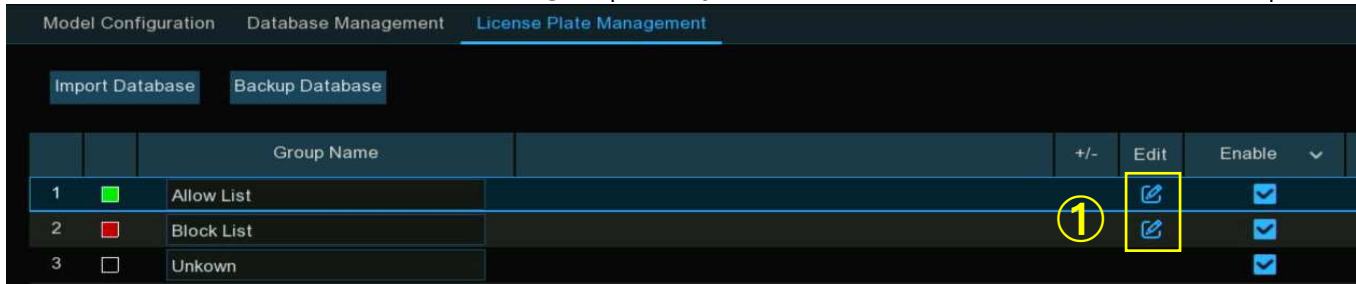 Model Configuration Database Management License Plate Management
Import Database Backup Database
Group Name +/- Edit Enable
1 Allow List
2 Block List
①
3 Unkown